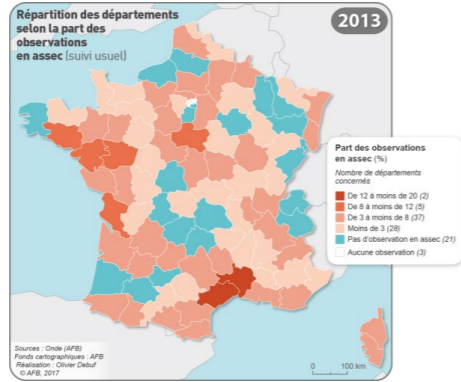 Répartition des départements
selon la part des
observations
en assec (suivi usuel)
2013
Part des observations
en assec (%)
Nombre de départements
concernés
De 12 à moins de 20 (2)
De 8 à moins de 12 (5)
De 3 à moins de 8 (37)
Moins de 3 (28)
Pas d'observation en assec (21)
Aucune observation (3)
Sources : Onde (AFB)
Fonds cartographiques : AFB
Réalisation : Olivier Debuf
© AFB, 2017
0 100 km